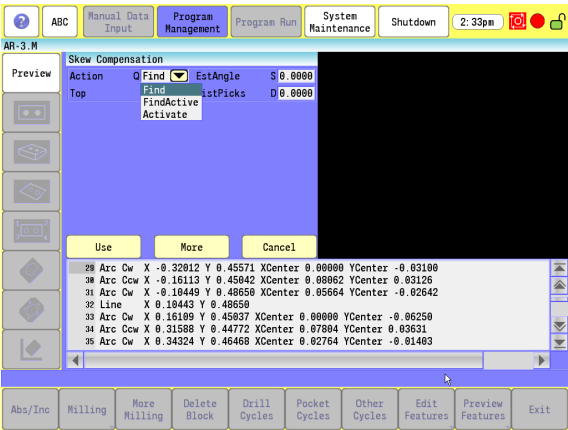 ? ABC Manual Data Input Program Management Program Run System Maintenance Shutdown 2:33pm
AR-3.M
Skew Compensation
Preview
Action Q Find EstAngle S 0.0000
Top istPicks D 0.0000
Find
FindActive
Activate
Use More Cancel
29 Arc Cw X -0.32012 Y 0.45571 XCenter 0.00000 YCenter -0.03100
30 Arc Cw X -0.16113 Y 0.45042 XCenter 0.08062 YCenter 0.03126
31 Arc Cw X -0.10449 Y 0.48650 XCenter 0.05664 YCenter -0.02642
32 Line X 0.10443 Y 0.48650
33 Arc Cw X 0.16109 Y 0.45037 XCenter 0.00000 YCenter -0.06250
34 Arc Ccw X 0.31588 Y 0.44772 XCenter 0.07804 YCenter 0.03631
35 Arc Cw X 0.34324 Y 0.46468 XCenter 0.02764 YCenter -0.01403
Abs/Inc Milling More Milling Delete Block Drill Cycles Pocket Cycles Other Cycles Edit Features Preview Features Exit